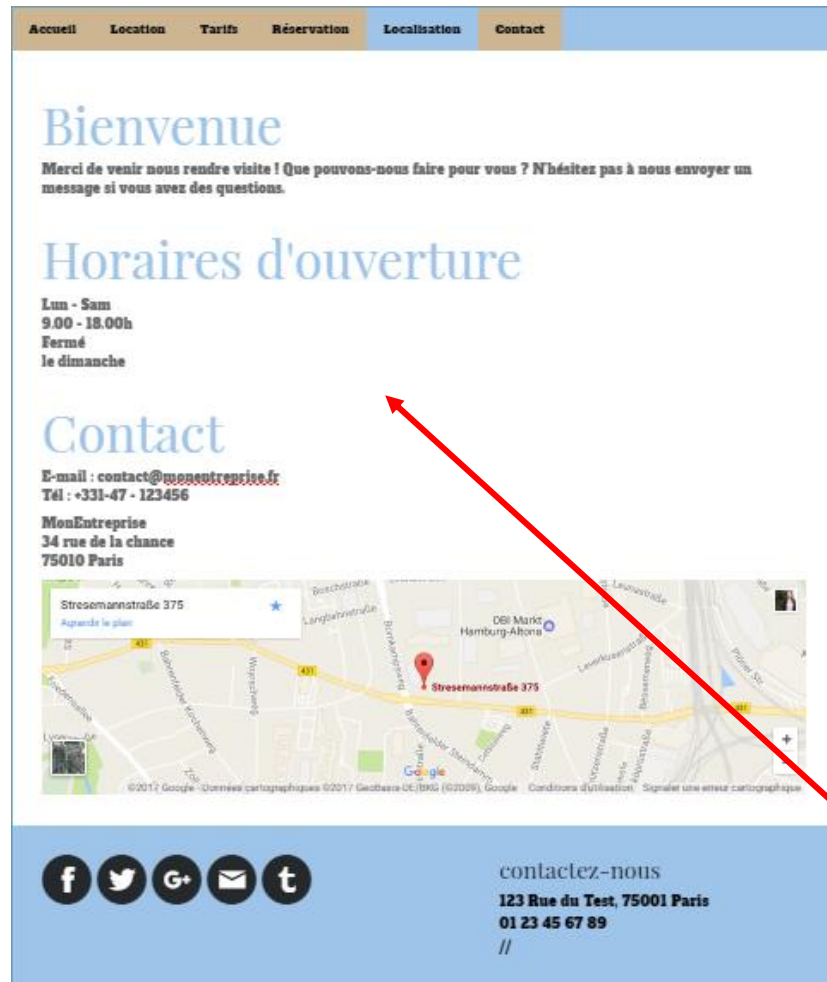 Accueil Location Tarifs Réservation Localisation Contact
Bienvenue
Merci de venir nous rendre visite ! Que pouvons-nous faire pour vous ? N'hésitez pas à nous envoyer un
message si vous avez des questions.
Horaires d'ouverture
Lun - Sam
9.00 - 18.00h
Fermé
le dimanche
Contact
E-mail : contact@monentreprise.fr
Tél : +331-47 - 123456
MonEntreprise
34 rue de la chance
75010 Paris
Stresemannstraße 375
Agrandir le plan
DBI Markt
Hamburg-Altona
431
431
431
431
Stresemannstraße 375
Google
©2017 Google - Données cartographiques ©2017 GeoBasis-DE/BKG (©2009), Google Conditions d'utilisation Signaler une erreur cartographique
contactez-nous
123 Rue du Test, 75001 Paris
01 23 45 67 89
//